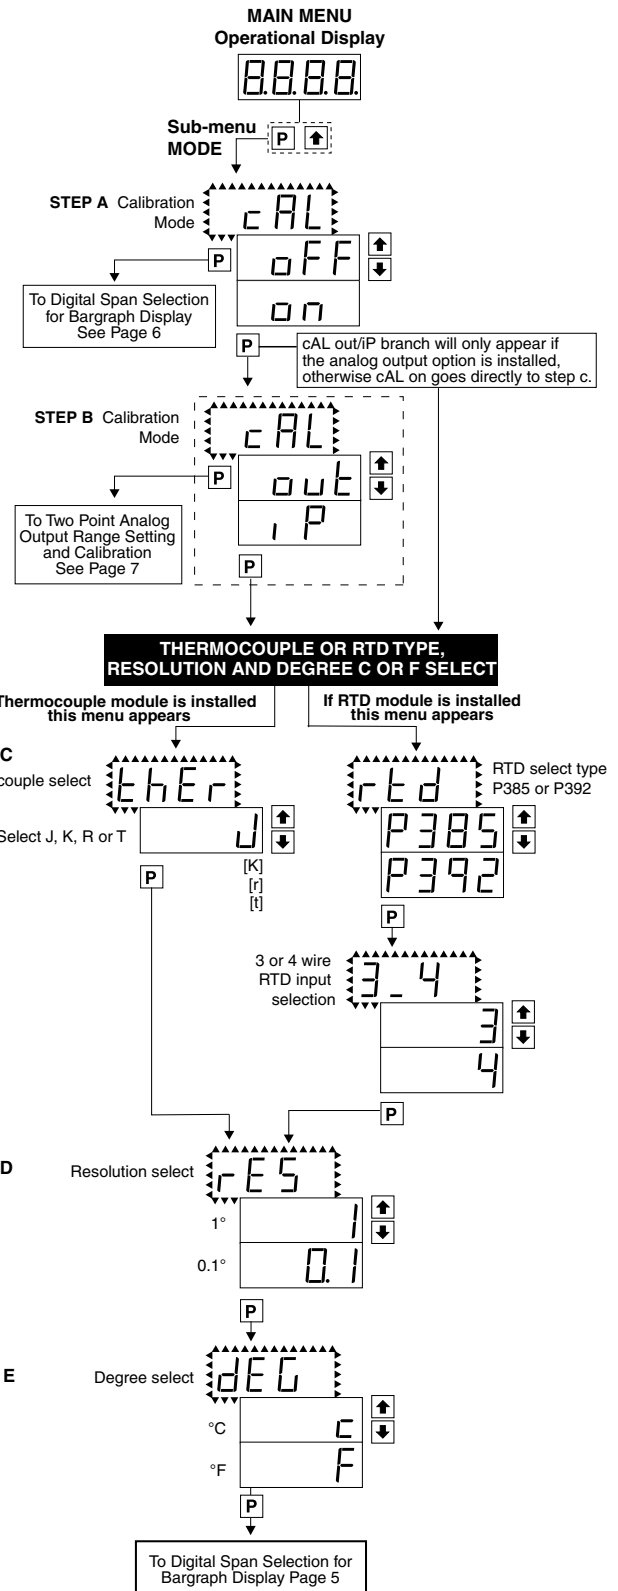 MAIN MENU
Operational Display
8.8.8.8.
Sub-menu
MODE
P
STEP A Calibration
Mode
cAL
P
oFF
on
To Digital Span Selection
for Bargraph Display
See Page 6
P
cAL out/iP branch will only appear if
the analog output option is installed,
otherwise cAL on goes directly to step c.
STEP B Calibration
Mode
cAL
P
out
iP
To Two Point Analog
Output Range Setting
and Calibration
See Page 7
P
THERMOCOUPLE OR RTD TYPE,
RESOLUTION AND DEGREE C OR F SELECT
Thermocouple module is installed
this menu appears
If RTD module is installed
this menu appears
C
couple select
thEr
Select J, K, R or T
J
[K]
[r]
[t]
P
rtd
RTD select type
P385 or P392
P385
P392
P
3 or 4 wire
RTD input
selection
3_4
3
4
P
D
Resolution select
rES
1°
1
0.1°
0.1
P
E
Degree select
dEG
°C
c
°F
F
P
To Digital Span Selection for
Bargraph Display Page 5